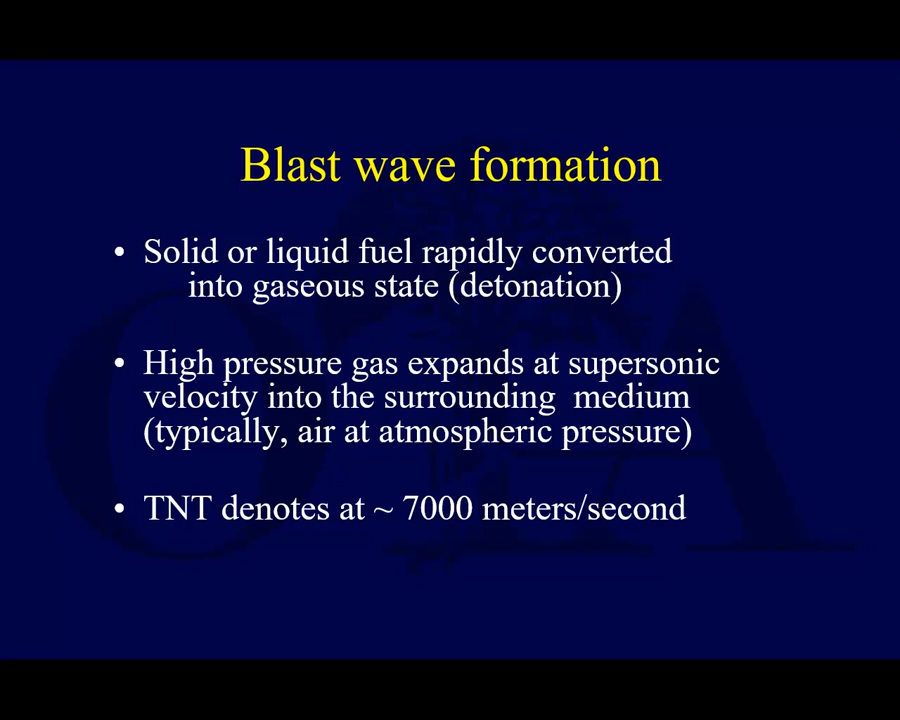 Blast wave formation
• Solid or liquid fuel rapidly converted
into gaseous state (detonation)
• High pressure gas expands at supersonic
velocity into the surrounding medium
(typically, air at atmospheric pressure)
• TNT denotes at ~ 7000 meters/second
OTA